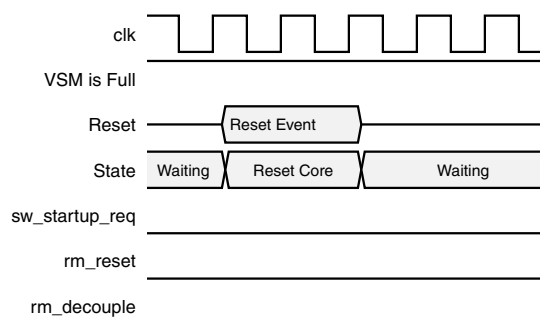 clk
VSM is Full
Reset Reset Event
State Waiting Reset Core Waiting
sw_startup_req
rm_reset
rm_decouple